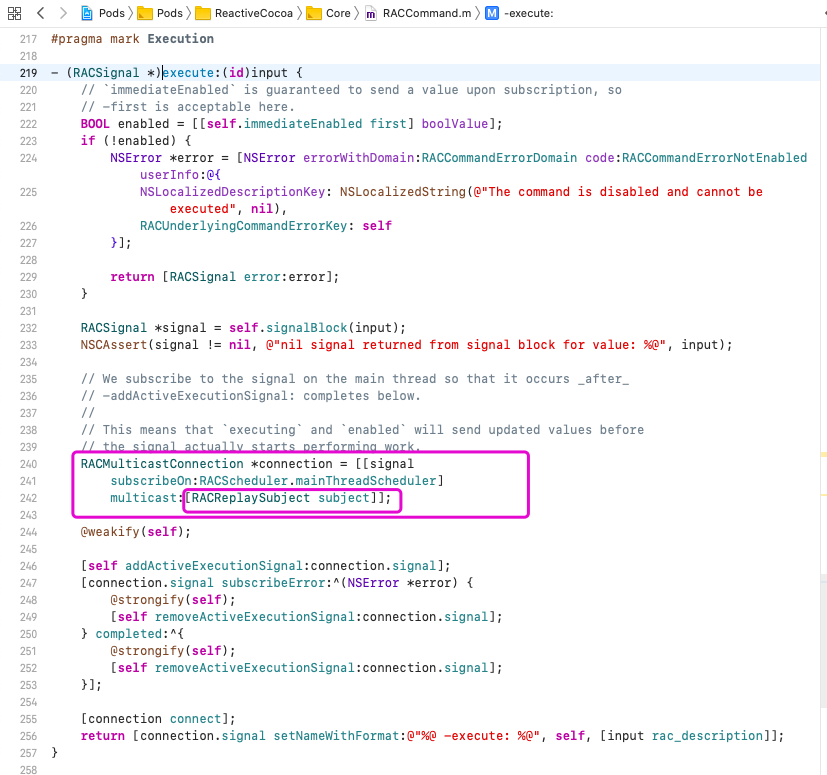 Pods 〉 Pods 〉 ReactiveCocoa 〉 Core 〉 m RACCommand.m 〉 M -execute:
217 #pragma mark Execution
218
219 - (RACSignal *)execute:(id)input {
220 // `immediateEnabled` is guaranteed to send a value upon subscription, so
221 // -first is acceptable here.
222 BOOL enabled = [[self.immediateEnabled first] boolValue];
223 if (!enabled) {
224 NSError *error = [NSError errorWithDomain:RACCommandErrorDomain code:RACCommandErrorNotEnabled
userInfo:@{
225 NSLocalizedDescriptionKey: NSLocalizedString(@"The command is disabled and cannot be
executed", nil),
226 RACUnderlyingCommandErrorKey: self
227 }];
228
229 return [RACSignal error:error];
230 }
231
232 RACSignal *signal = self.signalBlock(input);
233 NSCAssert(signal != nil, @"nil signal returned from signal block for value: %@", input);
234
235 // We subscribe to the signal on the main thread so that it occurs _after_
236 // -addActiveExecutionSignal: completes below.
237 //
238 // This means that `executing` and `enabled` will send updated values before
239 // the signal actually starts performing work.
240 RACMulticastConnection *connection = [[signal
241 subscribeOn:RACScheduler.mainThreadScheduler]
242 multicast:[RACReplaySubject subject]];
243
244 @weakify(self);
245
246 [self addActiveExecutionSignal:connection.signal];
247 [connection.signal subscribeError:^(NSError *error) {
248 @strongify(self);
249 [self removeActiveExecutionSignal:connection.signal];
250 } completed:^{
251 @strongify(self);
252 [self removeActiveExecutionSignal:connection.signal];
253 }];
254
255 [connection connect];
256 return [connection.signal setNameWithFormat:@"%@ -execute: %@", self, [input rac_description]];
257 }
258